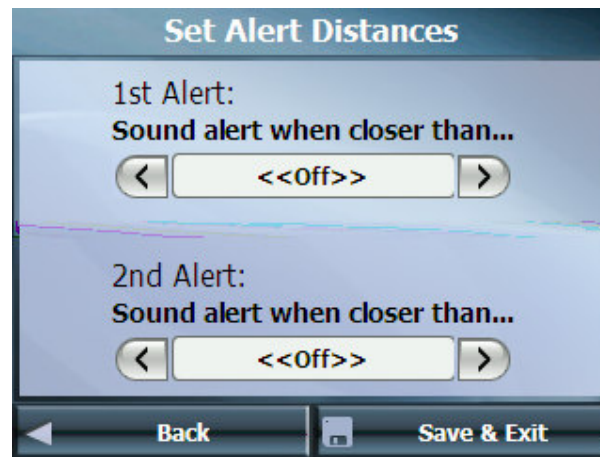 Set Alert Distances
1st Alert:
Sound alert when closer than...
<<Off>>
2nd Alert:
Sound alert when closer than...
<<Off>>
Back
Save & Exit